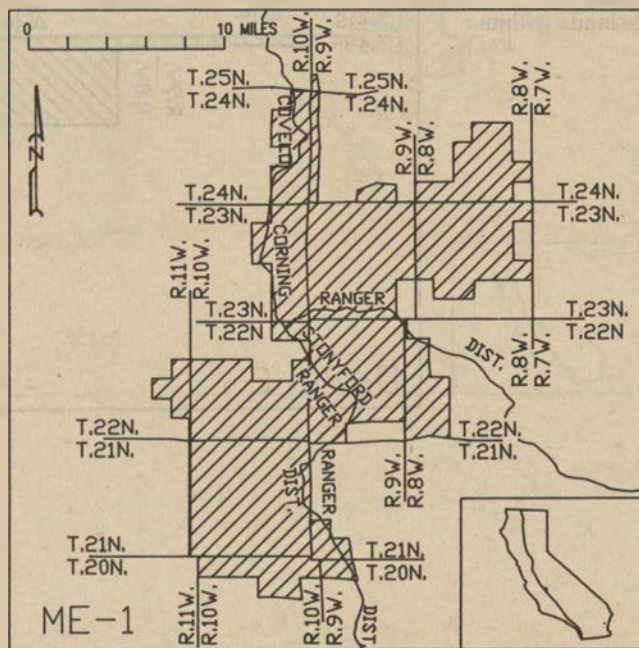 0
10 MILES
R.10W.
R.9W.
T.25N.
T.24N.
T.25N.
T.24N.
N
COVELO
R.9W.
R.8W.
R.8W.
R.7W.
T.24N.
T.23N.
T.24N.
T.23N.
R.11W.
R.10W.
CORNING
RANGER
T.23N.
T.22N
T.23N.
T.22N.
STONYFORD
RANGER
DIST.
R.8W.
R.7W.
T.22N.
T.21N.
T.22N.
T.21N.
RANGER
DIST.
R.9W.
R.8W.
T.21N.
T.20N.
T.21N.
T.20N.
R.11W.
R.10W.
R.10W.
R.9W.
DIST
ME-1